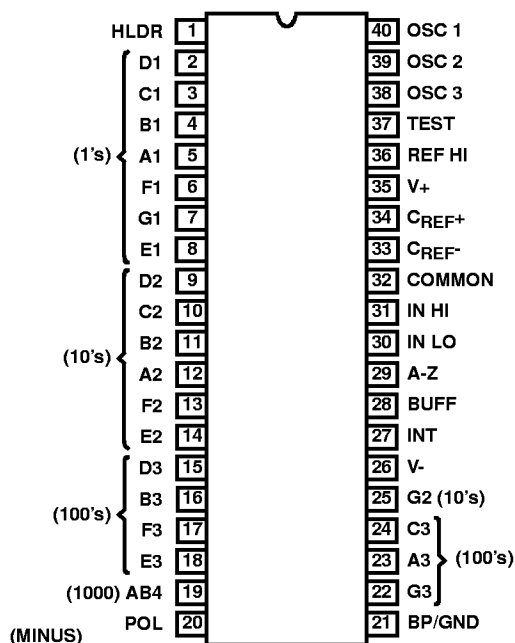 HLDR 1 40 OSC 1
D1 2 39 OSC 2
C1 3 38 OSC 3
B1 4 37 TEST
(1's) A1 5 36 REF HI
F1 6 35 V+
G1 7 34 CREF+
E1 8 33 CREF-
D2 9 32 COMMON
C2 10 31 IN HI
B2 11 30 IN LO
(10's) A2 12 29 A-Z
F2 13 28 BUFF
E2 14 27 INT
D3 15 26 V-
B3 16 25 G2 (10's)
(100's) F3 17 24 C3
E3 18 23 A3 (100's)
(1000) AB4 19 22 G3
(MINUS) POL 20 21 BP/GND